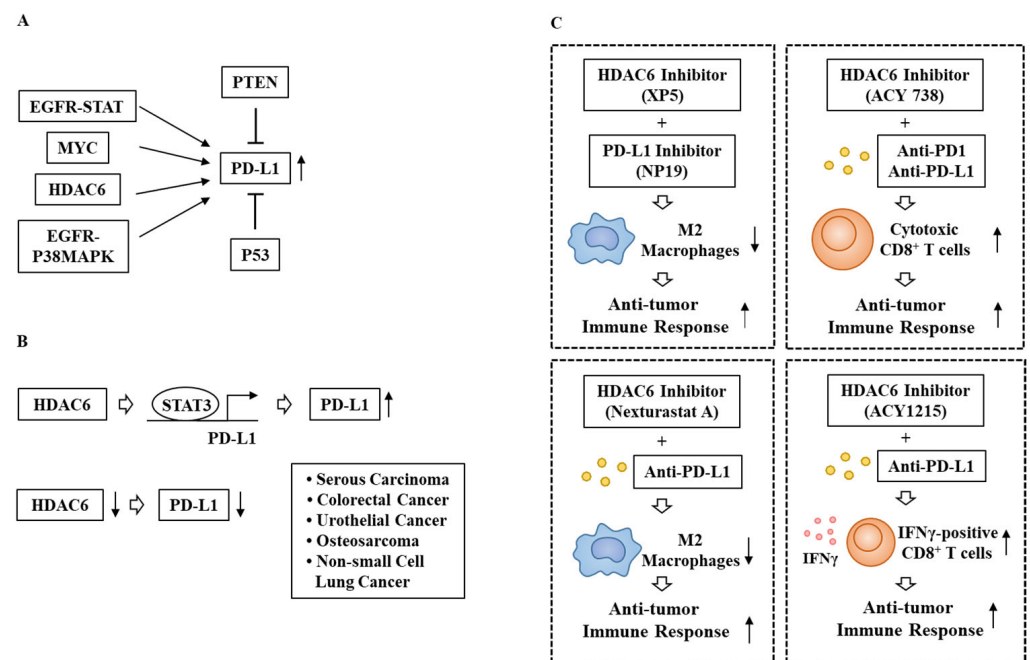 A
EGFR-STAT
MYC
HDAC6
EGFR-
P38MAPK
PTEN
PD-L1
P53
B
HDAC6
STAT3
PD-L1
PD-L1
HDAC6
PD-L1
• Serous Carcinoma
• Colorectal Cancer
• Urothelial Cancer
• Osteosarcoma
• Non-small Cell
Lung Cancer
C
HDAC6 Inhibitor
(XP5)
+
PD-L1 Inhibitor
(NP19)
M2
Macrophages
Anti-tumor
Immune Response
HDAC6 Inhibitor
(ACY 738)
+
Anti-PD1
Anti-PD-L1
Cytotoxic
CD8⁺ T cells
Anti-tumor
Immune Response
HDAC6 Inhibitor
(Nexturastat A)
+
Anti-PD-L1
M2
Macrophages
Anti-tumor
Immune Response
HDAC6 Inhibitor
(ACY1215)
+
Anti-PD-L1
IFNγ
IFNγ-positive
CD8⁺ T cells
Anti-tumor
Immune Response